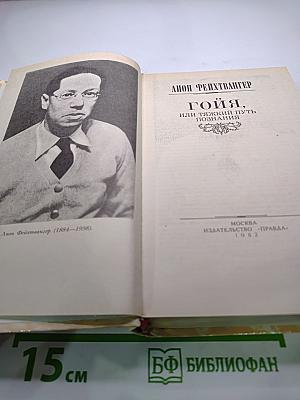 Лион Фейхтвангер (1884—1958).
ЛИОН ФЕЙХТВАНГЕР
ГОЙЯ,
ИЛИ ТЯЖКИЙ ПУТЬ
ПОЗНАНИЯ
МОСКВА
ИЗДАТЕЛЬСТВО «ПРАВДА»
1982
15 см
БФ БИБЛИОФАН